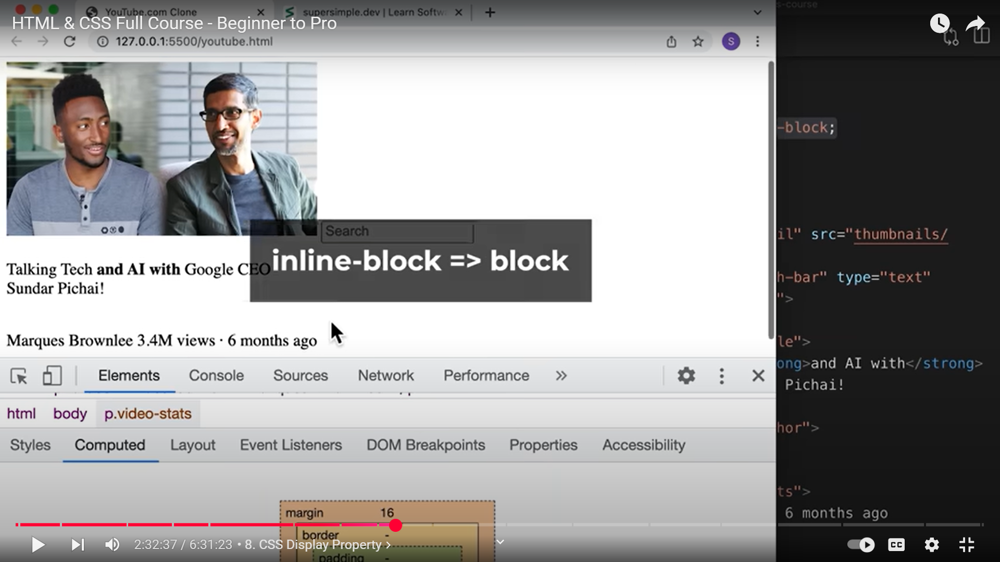 YouTube.com Clone
supersimple.dev | Learn Softw
s-course
HTML & CSS Full Course - Beginner to Pro
127.0.0.1:5500/youtube.html
S
-block;
Search
il" src="thumbnails/
inline-block => block
Talking Tech and AI with Google CEO
Sundar Pichai!
h-bar" type="text"
">
Marques Brownlee 3.4M views · 6 months ago
le">
ong>and AI with</strong>
Pichai!
Elements Console Sources Network Performance »
html body p.video-stats
hor">
Styles Computed Layout Event Listeners DOM Breakpoints Properties Accessibility
ts">
6 months ago
margin 16
border -
padding -
2:32:37 / 6:31:23 • 8. CSS Display Property >
CC